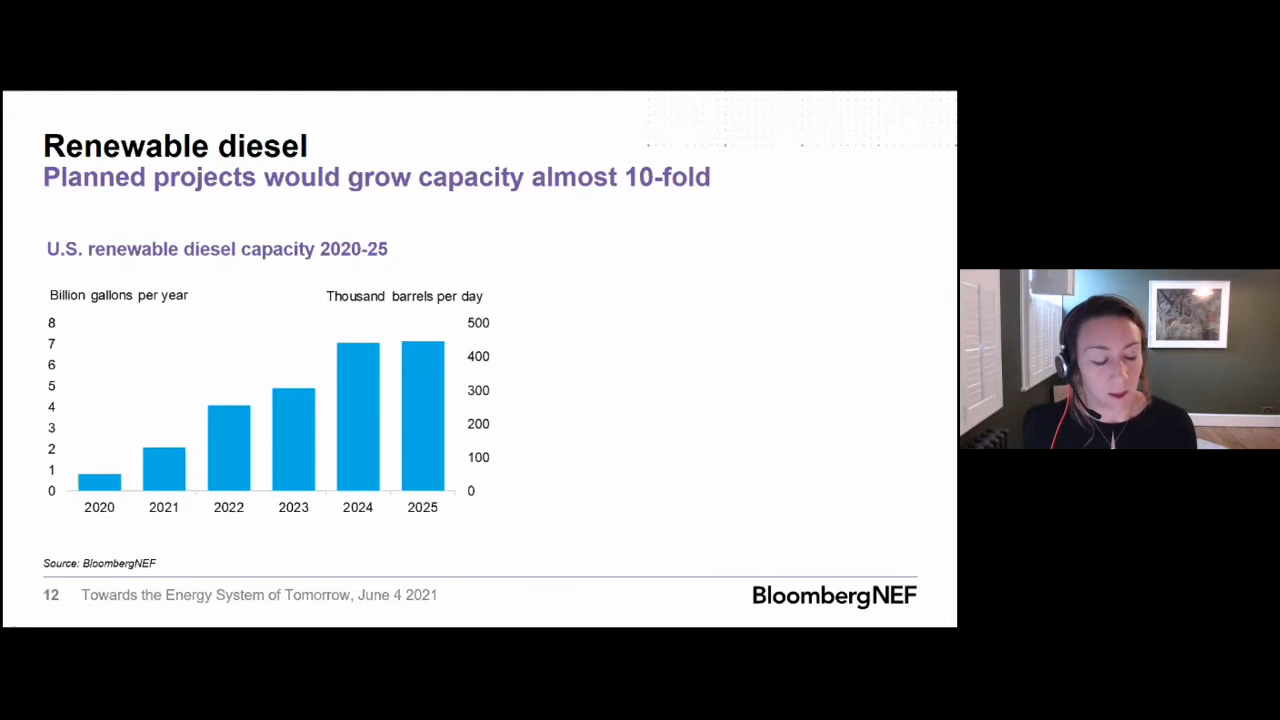 Renewable diesel
Planned projects would grow capacity almost 10-fold
U.S. renewable diesel capacity 2020-25
Billion gallons per year
Thousand barrels per day
8
7
6
5
4
3
2
1
0
500
400
300
200
100
0
2020 2021 2022 2023 2024 2025
Source: BloombergNEF
12 Towards the Energy System of Tomorrow, June 4 2021
BloombergNEF